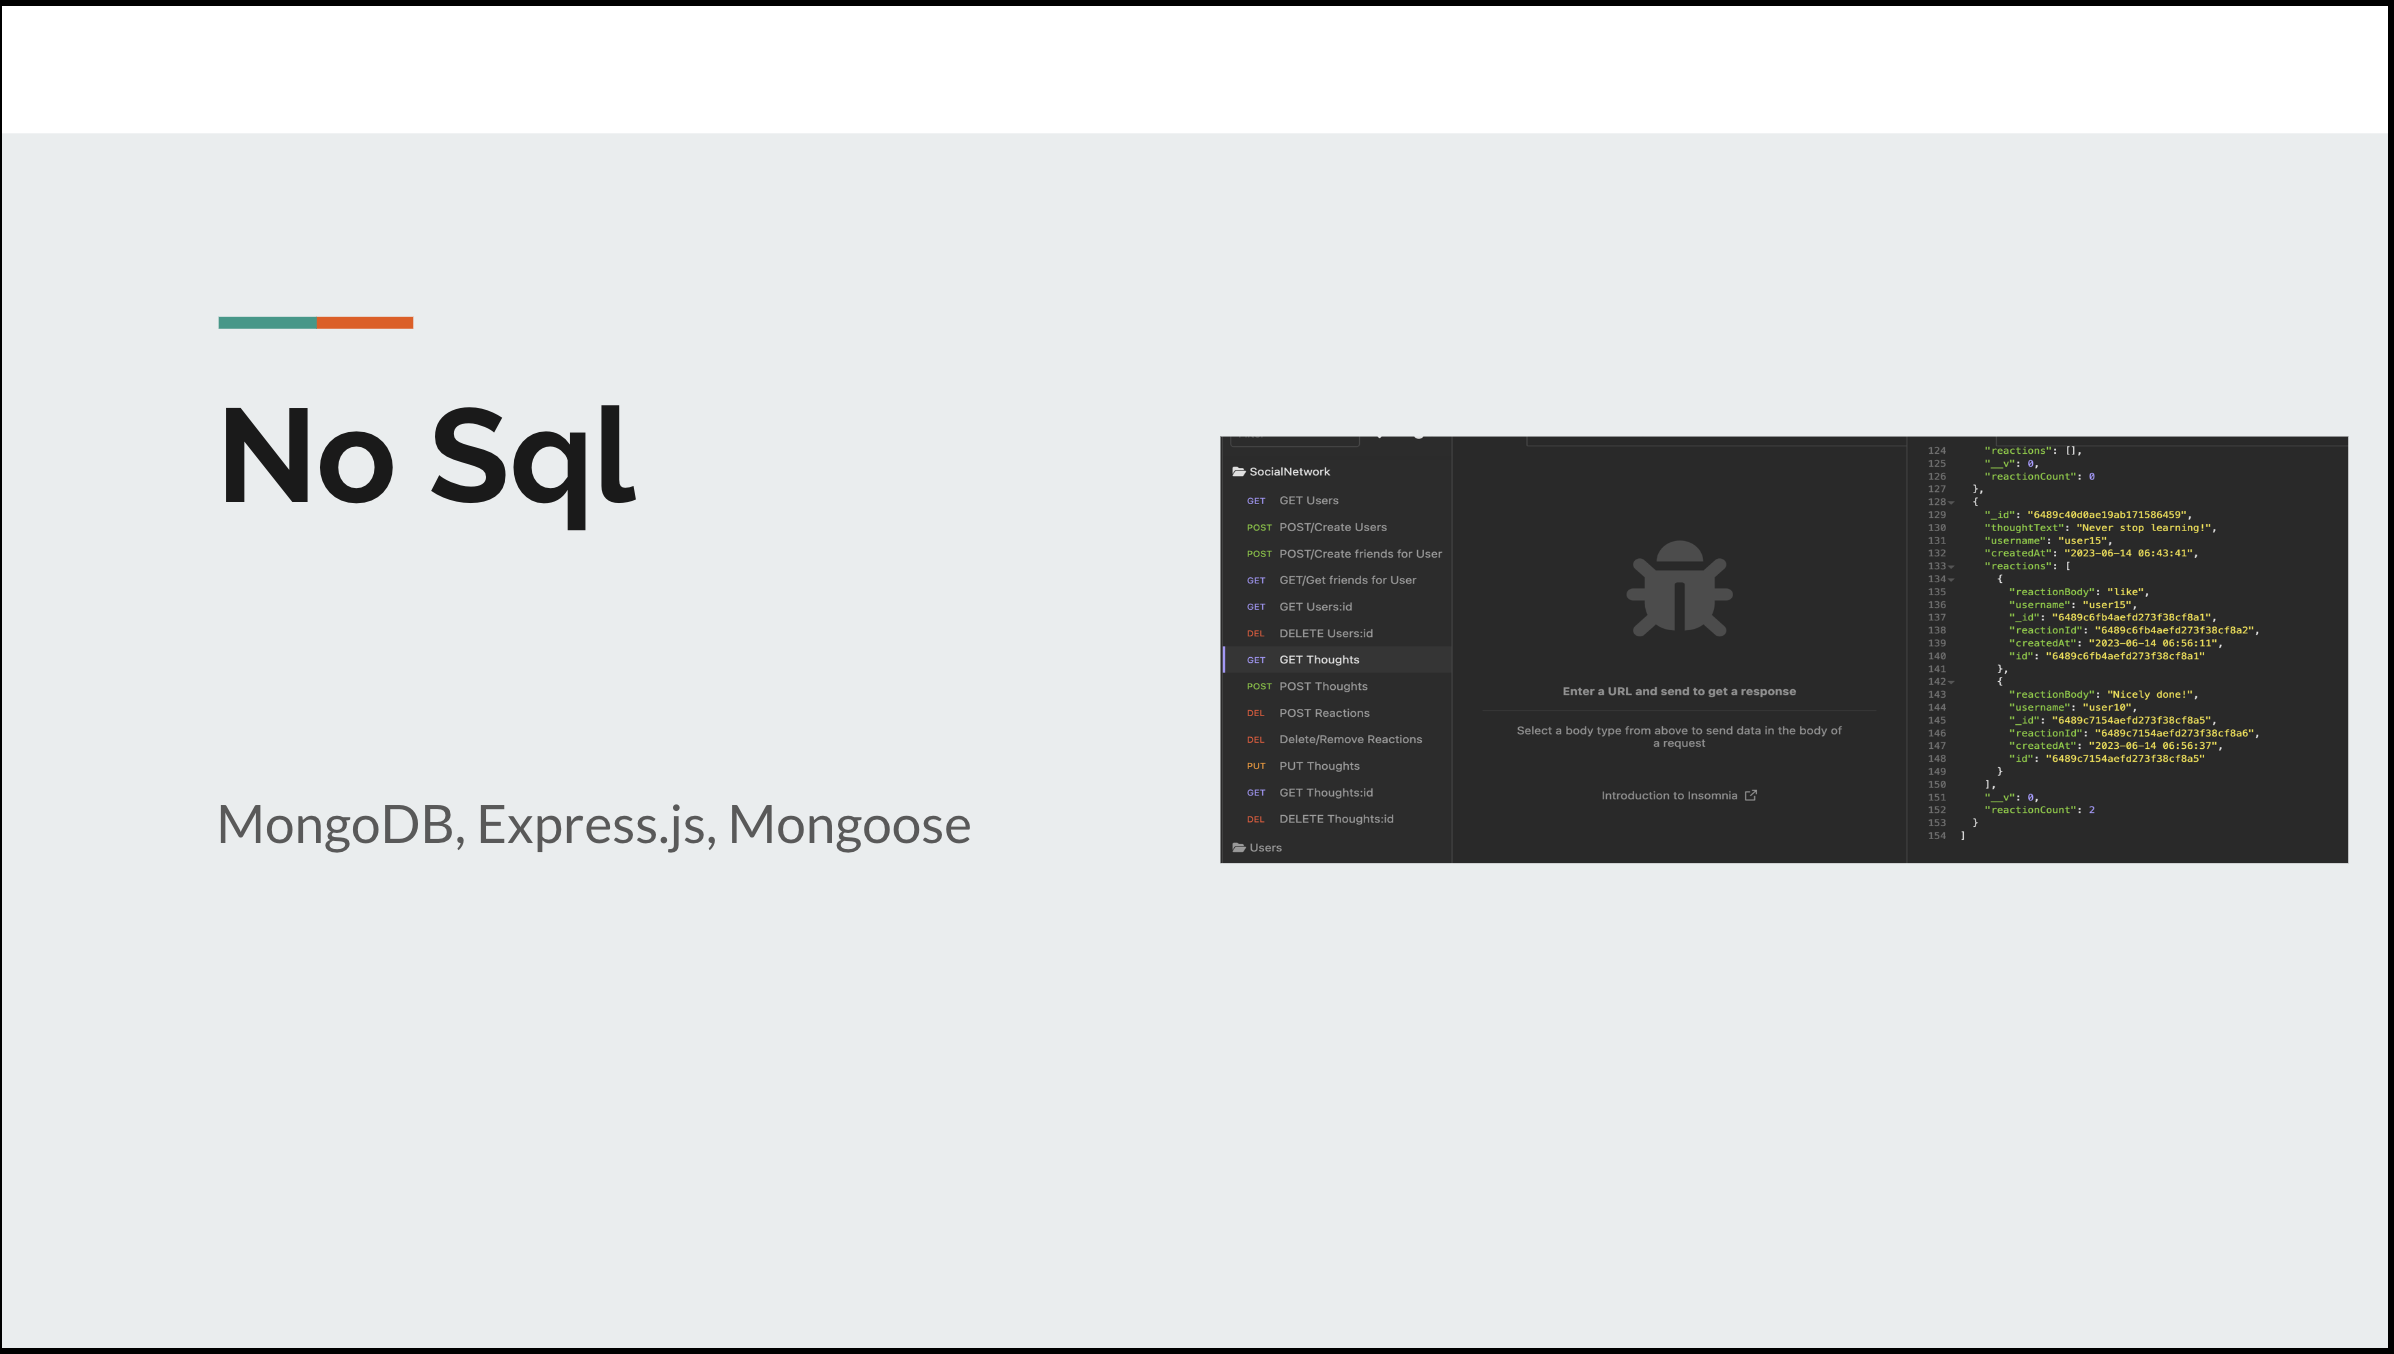 No Sql
MongoDB, Express.js, Mongoose
SocialNetwork
GET GET Users
POST POST/Create Users
POST POST/Create friends for User
GET GET/Get friends for User
GET GET Users:id
DEL DELETE Users:id
GET GET Thoughts
POST POST Thoughts
DEL POST Reactions
DEL Delete/Remove Reactions
PUT PUT Thoughts
GET GET Thoughts:id
DEL DELETE Thoughts:id
Users
Enter a URL and send to get a response
Select a body type from above to send data in the body of
a request
Introduction to Insomnia
124 "reactions": [],
125 "__v": 0,
126 "reactionCount": 0
127 },
128 {
129 "_id": "6489c40d0ae19ab171586459",
130 "thoughtText": "Never stop learning!",
131 "username": "user15",
132 "createdAt": "2023-06-14 06:43:41",
133 "reactions": [
134 {
135 "reactionBody": "like",
136 "username": "user15",
137 "_id": "6489c6fb4aefd273f38cf8a1",
138 "reactionId": "6489c6fb4aefd273f38cf8a2",
139 "createdAt": "2023-06-14 06:56:11",
140 "id": "6489c6fb4aefd273f38cf8a1"
141 },
142 {
143 "reactionBody": "Nicely done!",
144 "username": "user10",
145 "_id": "6489c7154aefd273f38cf8a5",
146 "reactionId": "6489c7154aefd273f38cf8a6",
147 "createdAt": "2023-06-14 06:56:37",
148 "id": "6489c7154aefd273f38cf8a5"
149 }
150 ],
151 "__v": 0,
152 "reactionCount": 2
153 }
154 ]